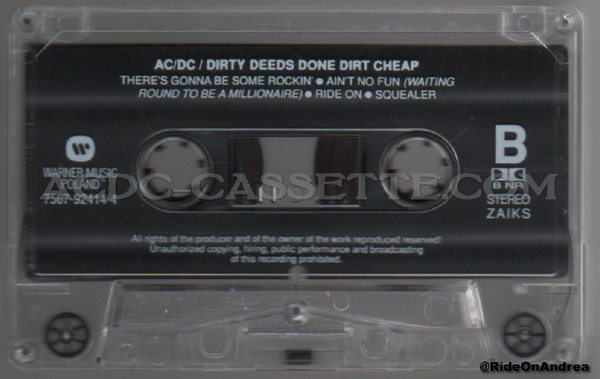 AC/DC / DIRTY DEEDS DONE DIRT CHEAP
THERE'S GONNA BE SOME ROCKIN' ● AIN'T NO FUN (WAITING
ROUND TO BE A MILLIONAIRE) ● RIDE ON ● SQUEALER
B
WARNER MUSIC
POLAND
7567-92414-4
ACDC-CASSETTE.COM
B NR
STEREO
ZAIKS
All rights of the producer and of the owner of the work reproduced reserved!
Unauthorized copying, hiring, public performance and broadcasting
of this recording prohibited.
@RideOnAndrea